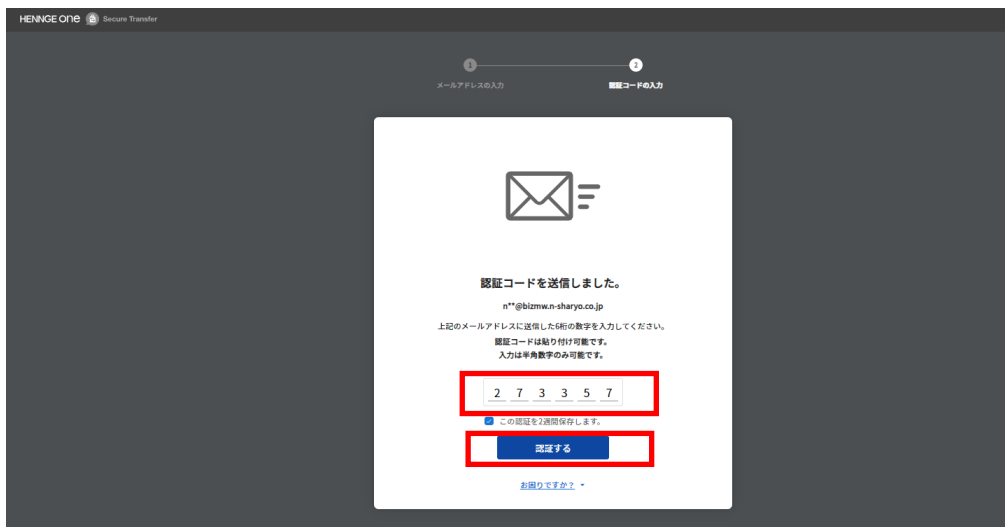 HENNGE One Secure Transfer
1 2
メールアドレスの入力 認証コードの入力
認証コードを送信しました。
n**@bizmw.n-sharyo.co.jp
上記のメールアドレスに送信した6桁の数字を入力してください。
認証コードは貼り付け可能です。
入力は半角数字のみ可能です。
2 7 3 3 5 7
この認証を2週間保存します。
認証する
お困りですか？